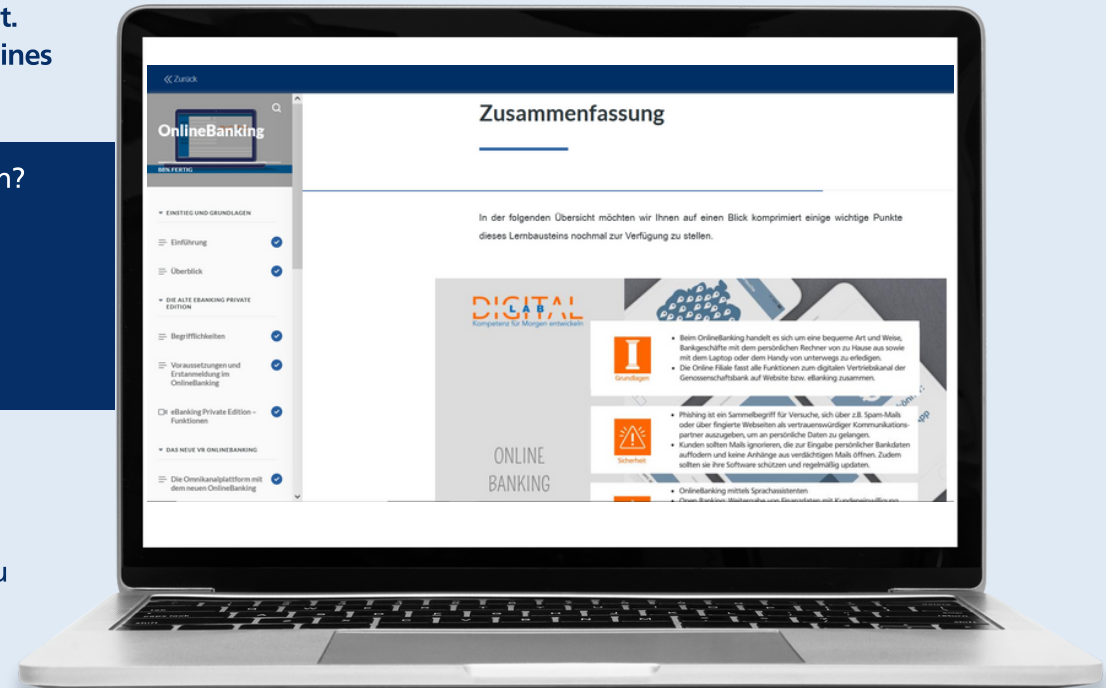 t.
ines
n?
u
Zurück
OnlineBanking
88% FERTIG
EINSTIEG UND GRUNDLAGEN
Einführung
Überblick
DIE ALTE EBANKING PRIVATE
EDITION
Begrifflichkeiten
Voraussetzungen und
Erstanmeldung im
OnlineBanking
eBanking Private Edition –
Funktionen
DAS NEUE VR ONLINEBANKING
Die Omnikanalplattform mit
dem neuen OnlineBanking
Zusammenfassung
In der folgenden Übersicht möchten wir Ihnen auf einen Blick komprimiert einige wichtige Punkte
dieses Lernbausteins nochmal zur Verfügung zu stellen.
DIGITAL
LAB
Kompetenz für Morgen entwickeln
ONLINE
BANKING
Grundlagen
• Beim OnlineBanking handelt es sich um eine bequeme Art und Weise,
Bankgeschäfte mit dem persönlichen Rechner von zu Hause aus sowie
mit dem Laptop oder dem Handy von unterwegs zu erledigen.
• Die Online Filiale fasst alle Funktionen zum digitalen Vertriebskanal der
Genossenschaftsbank auf Website bzw. eBanking zusammen.
Sicherheit
• Phishing ist ein Sammelbegriff für Versuche, sich über z.B. Spam-Mails
oder über fingierte Webseiten als vertrauenswürdiger Kommunikations-
partner auszugeben, um an persönliche Daten zu gelangen.
• Kunden sollten Mails ignorieren, die zur Eingabe persönlicher Bankdaten
auffodern und keine Anhänge aus verdächtigen Mails öffnen. Zudem
sollten sie ihre Software schützen und regelmäßig updaten.
• OnlineBanking mittels Sprachassistenten
• Open Banking: Weitergabe von Finanzdaten mit Kundeneinwilligung